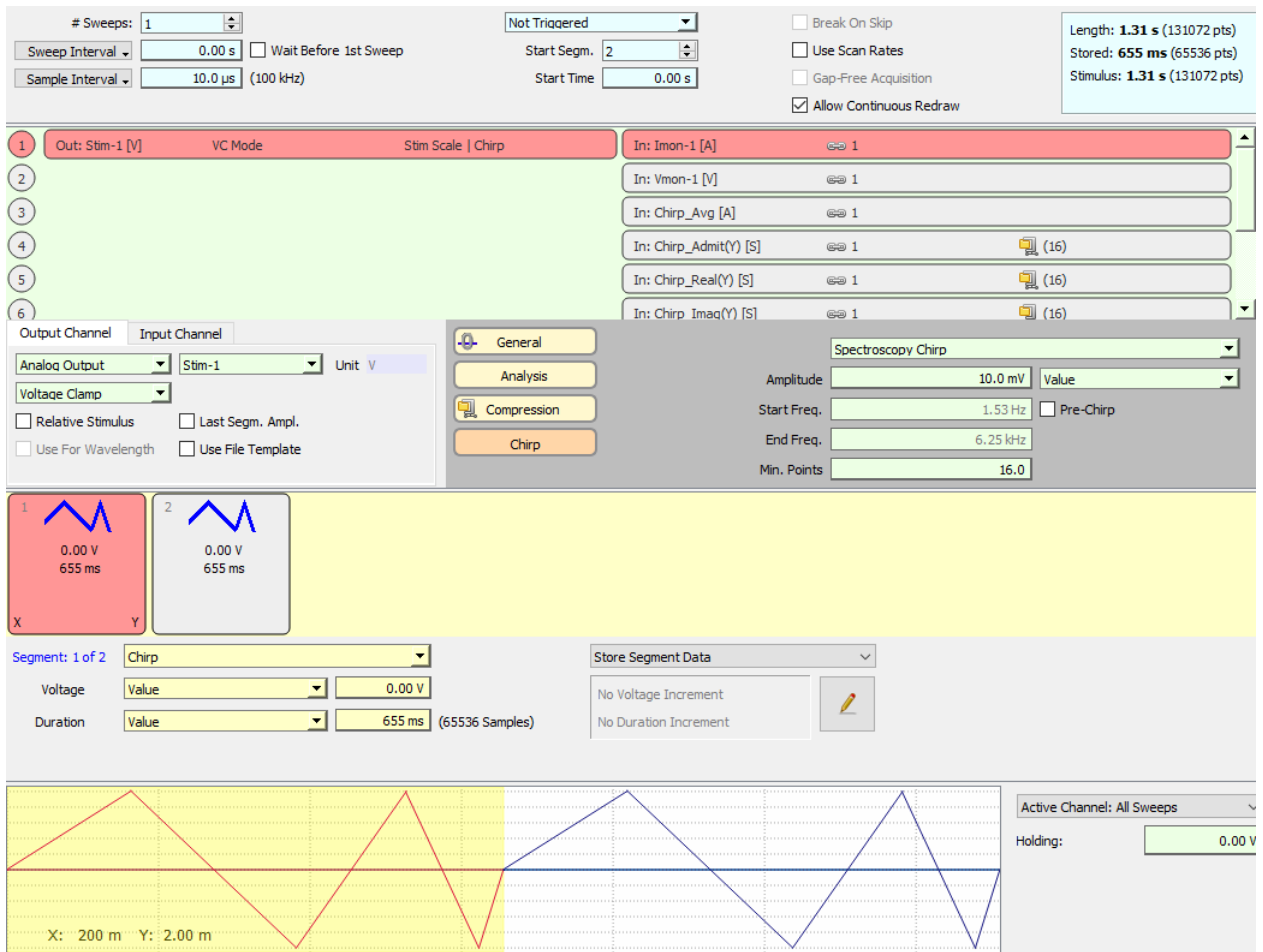 # Sweeps: 1 Not Triggered Break On Skip Length: 1.31 s (131072 pts)
Sweep Interval 0.00 s Wait Before 1st Sweep Start Segm. 2 Use Scan Rates Stored: 655 ms (65536 pts)
Sample Interval 10.0 µs (100 kHz) Start Time 0.00 s Gap-Free Acquisition Stimulus: 1.31 s (131072 pts)
Allow Continuous Redraw
1 Out: Stim-1 [V] VC Mode Stim Scale | Chirp In: Imon-1 [A] 1
2 In: Vmon-1 [V] 1
3 In: Chirp_Avg [A] 1
4 In: Chirp_Admit(Y) [S] 1 (16)
5 In: Chirp_Real(Y) [S] 1 (16)
6 In: Chirp_Imag(Y) [S] 1 (16)
Output Channel Input Channel
Analog Output Stim-1 Unit V
Voltage Clamp
Relative Stimulus Last Segm. Ampl.
Use For Wavelength Use File Template
General
Analysis
Compression
Chirp
Spectroscopy Chirp
Amplitude 10.0 mV Value
Start Freq. 1.53 Hz Pre-Chirp
End Freq. 6.25 kHz
Min. Points 16.0
1 2
0.00 V 0.00 V
655 ms 655 ms
X Y
Segment: 1 of 2 Chirp Store Segment Data
Voltage Value 0.00 V No Voltage Increment
Duration Value 655 ms (65536 Samples) No Duration Increment
Active Channel: All Sweeps
Holding: 0.00 V
X: 200 m Y: 2.00 m